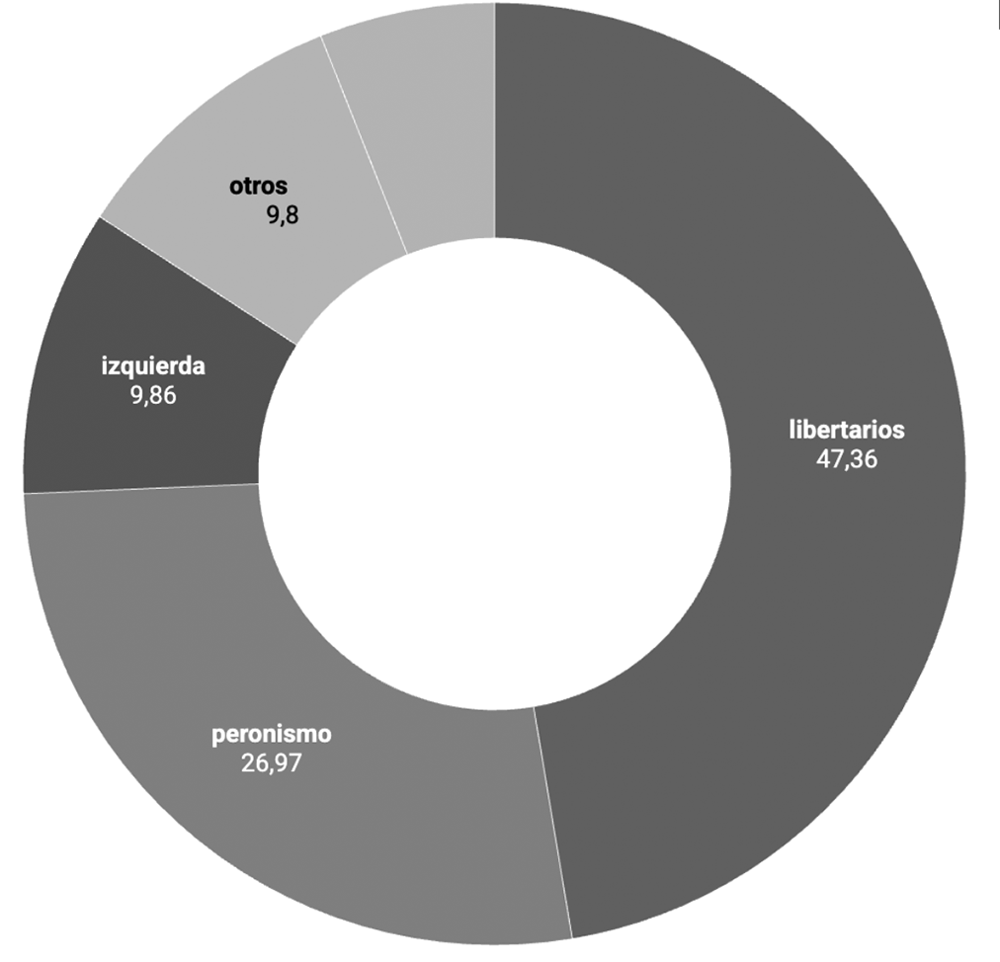 otros
9,8
izquierda
9,86
libertarios
47,36
peronismo
26,97